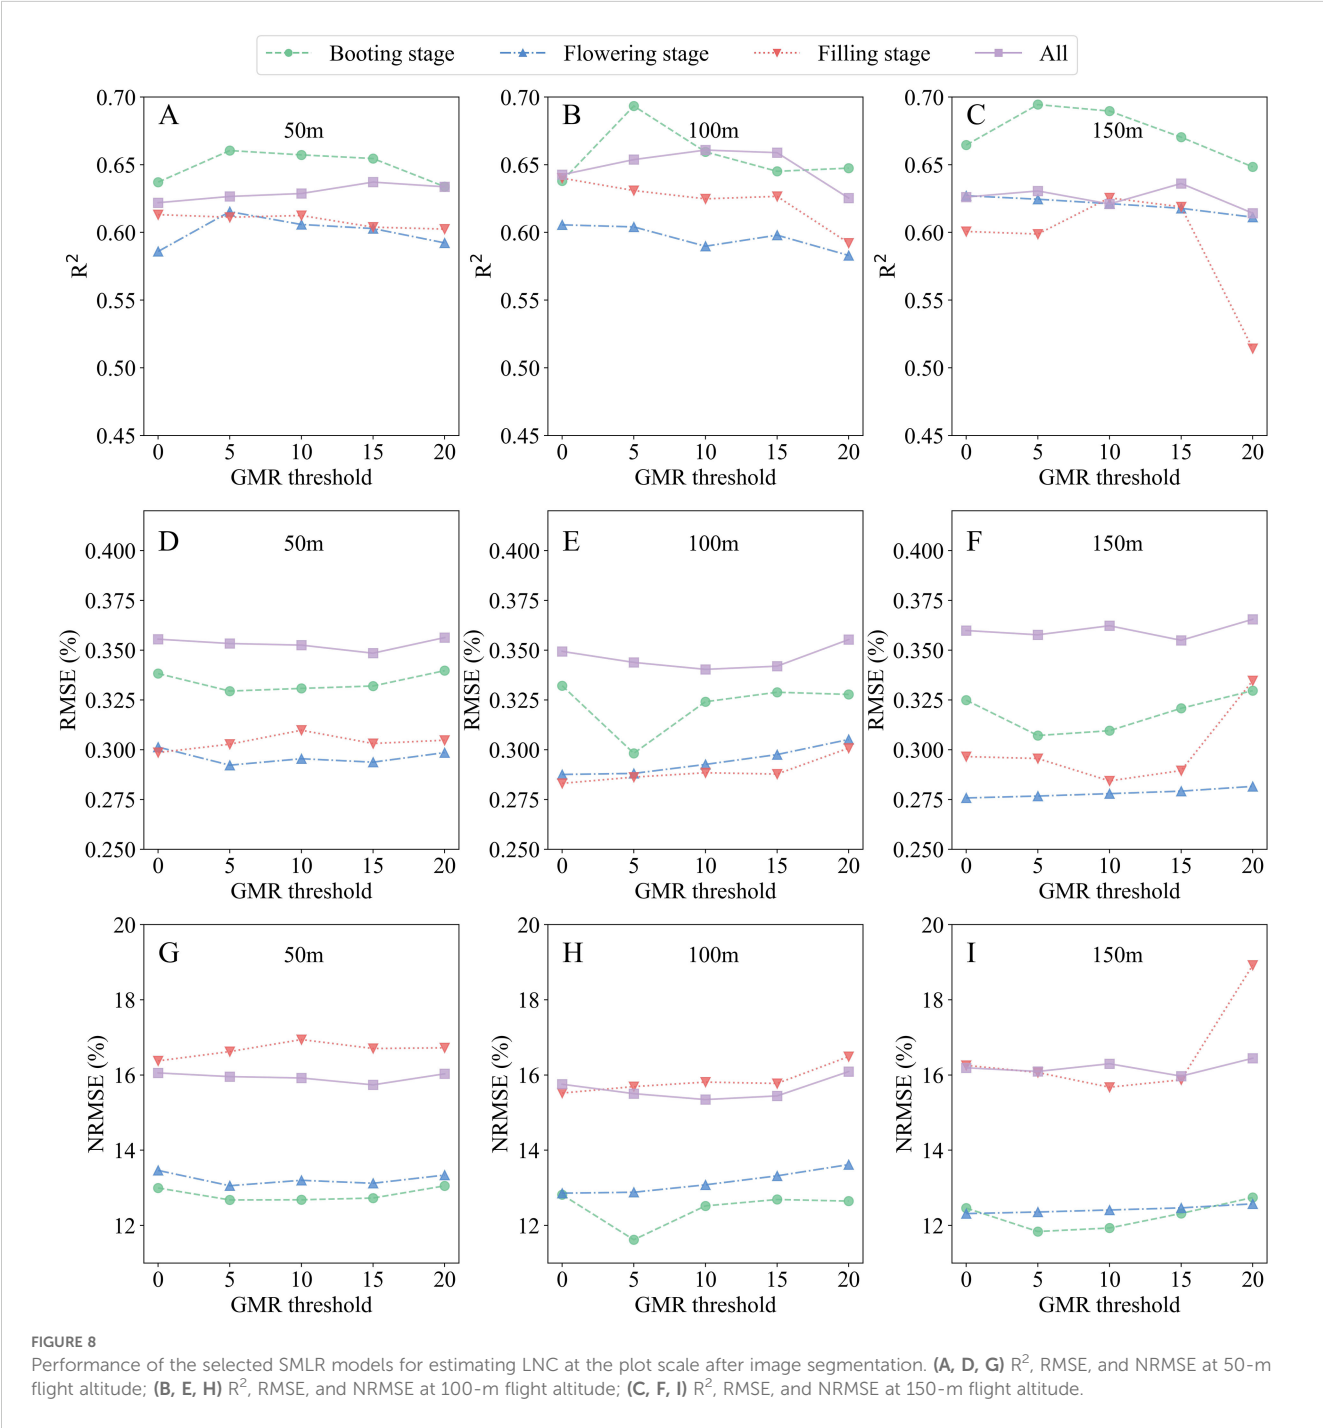 Booting stage Flowering stage Filling stage All
A 50m
0.70
0.65
0.60
0.55
0.50
0.45
R²
0 5 10 15 20
GMR threshold
B 100m
0.70
0.65
0.60
0.55
0.50
0.45
R²
0 5 10 15 20
GMR threshold
C 150m
0.70
0.65
0.60
0.55
0.50
0.45
R²
0 5 10 15 20
GMR threshold
D 50m
0.400
0.375
0.350
0.325
0.300
0.275
0.250
RMSE (%)
0 5 10 15 20
GMR threshold
E 100m
0.400
0.375
0.350
0.325
0.300
0.275
0.250
RMSE (%)
0 5 10 15 20
GMR threshold
F 150m
0.400
0.375
0.350
0.325
0.300
0.275
0.250
RMSE (%)
0 5 10 15 20
GMR threshold
G 50m
20
18
16
14
12
NRMSE (%)
0 5 10 15 20
GMR threshold
H 100m
20
18
16
14
12
NRMSE (%)
0 5 10 15 20
GMR threshold
I 150m
20
18
16
14
12
NRMSE (%)
0 5 10 15 20
GMR threshold
FIGURE 8
Performance of the selected SMLR models for estimating LNC at the plot scale after image segmentation. (A, D, G) R², RMSE, and NRMSE at 50-m
flight altitude; (B, E, H) R², RMSE, and NRMSE at 100-m flight altitude; (C, F, I) R², RMSE, and NRMSE at 150-m flight altitude.